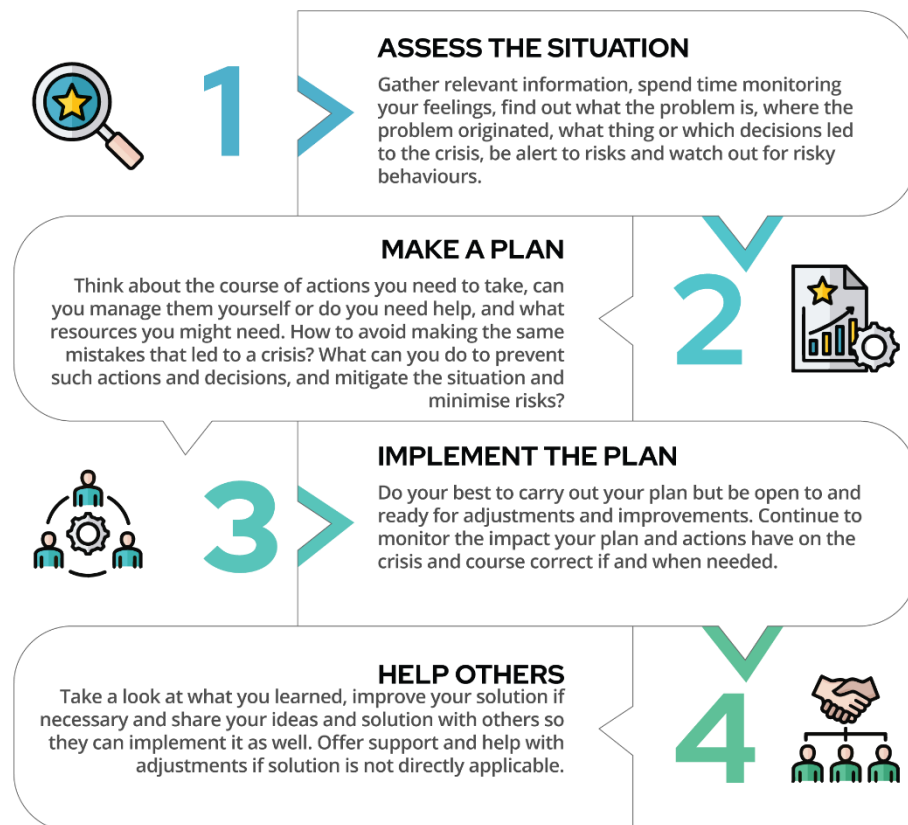 1
ASSESS THE SITUATION
Gather relevant information, spend time monitoring
your feelings, find out what the problem is, where the
problem originated, what thing or which decisions led
to the crisis, be alert to risks and watch out for risky
behaviours.
MAKE A PLAN
Think about the course of actions you need to take, can
you manage them yourself or do you need help, and what
resources you might need. How to avoid making the same
mistakes that led to a crisis? What can you do to prevent
such actions and decisions, and mitigate the situation and
minimise risks?
2
3
IMPLEMENT THE PLAN
Do your best to carry out your plan but be open to and
ready for adjustments and improvements. Continue to
monitor the impact your plan and actions have on the
crisis and course correct if and when needed.
HELP OTHERS
Take a look at what you learned, improve your solution if
necessary and share your ideas and solution with others so
they can implement it as well. Offer support and help with
adjustments if solution is not directly applicable.
4